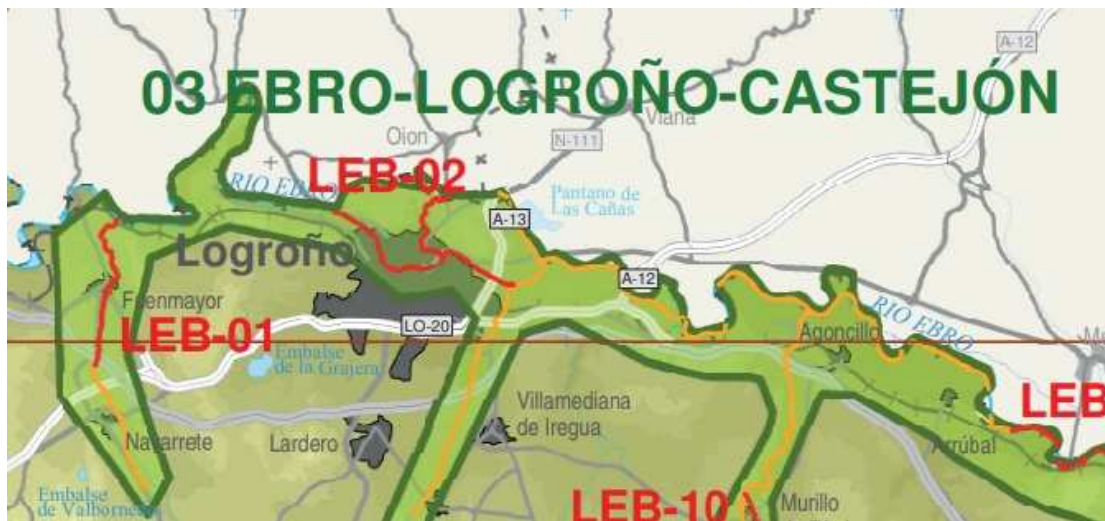 A-12
03 EBRO-LOGROÑO-CASTEJÓN
Viana
Oion
N-111
LEB-02
RIO EBRO
Pantano de
Las Cañas
A-13
Logroño
A-12
Fuenmayor
RIO EBRO
LEB-01
LO-20
Agoncillo
Embalse
de la Grajera
LEB
Villamediana
de Iregua
Navarrete
Lardero
Arrúbal
Embalse
LEB-10
Murillo